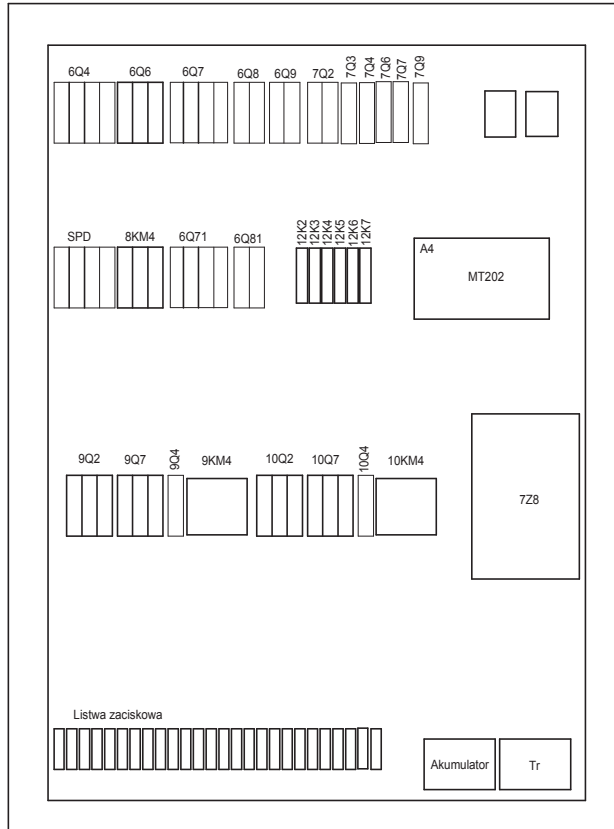 6Q4 6Q6 6Q7 6Q8 6Q9 7Q2 7Q3 7Q4 7Q6 7Q7 7Q9
SPD 8KM4 6Q71 6Q81 12K2 12K3 12K4 12K5 12K6 12K7
A4
MT202
9Q2 9Q7 9Q4 9KM4 10Q2 10Q7 10Q4 10KM4
7Z8
Listwa zaciskowa
Akumulator Tr